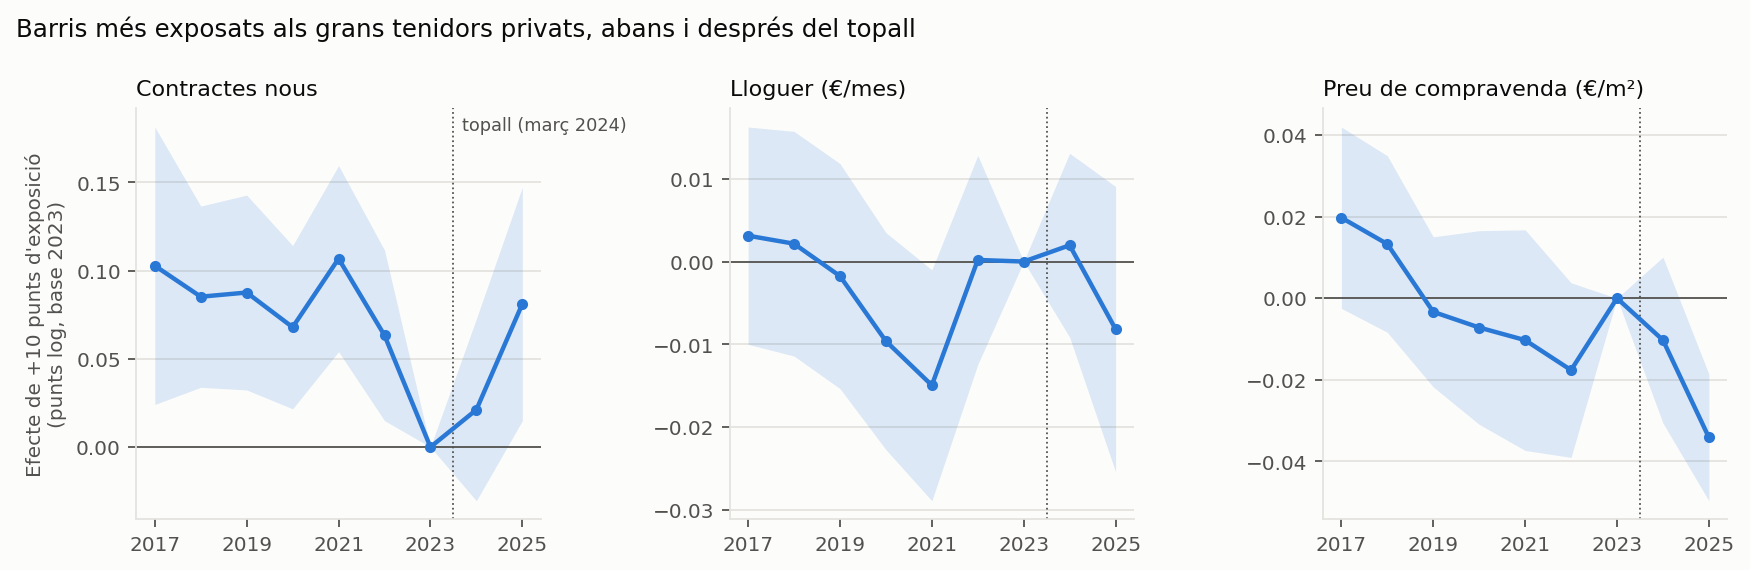 Barris més exposats als grans tenidors privats, abans i després del topall
Contractes nous
Efecte de +10 punts d'exposició
(punts log, base 2023)
0.15
0.10
0.05
0.00
topall (març 2024)
2017 2019 2021 2023 2025
Lloguer (€/mes)
0.01
0.00
−0.01
−0.02
−0.03
2017 2019 2021 2023 2025
Preu de compravenda (€/m²)
0.04
0.02
0.00
−0.02
−0.04
2017 2019 2021 2023 2025